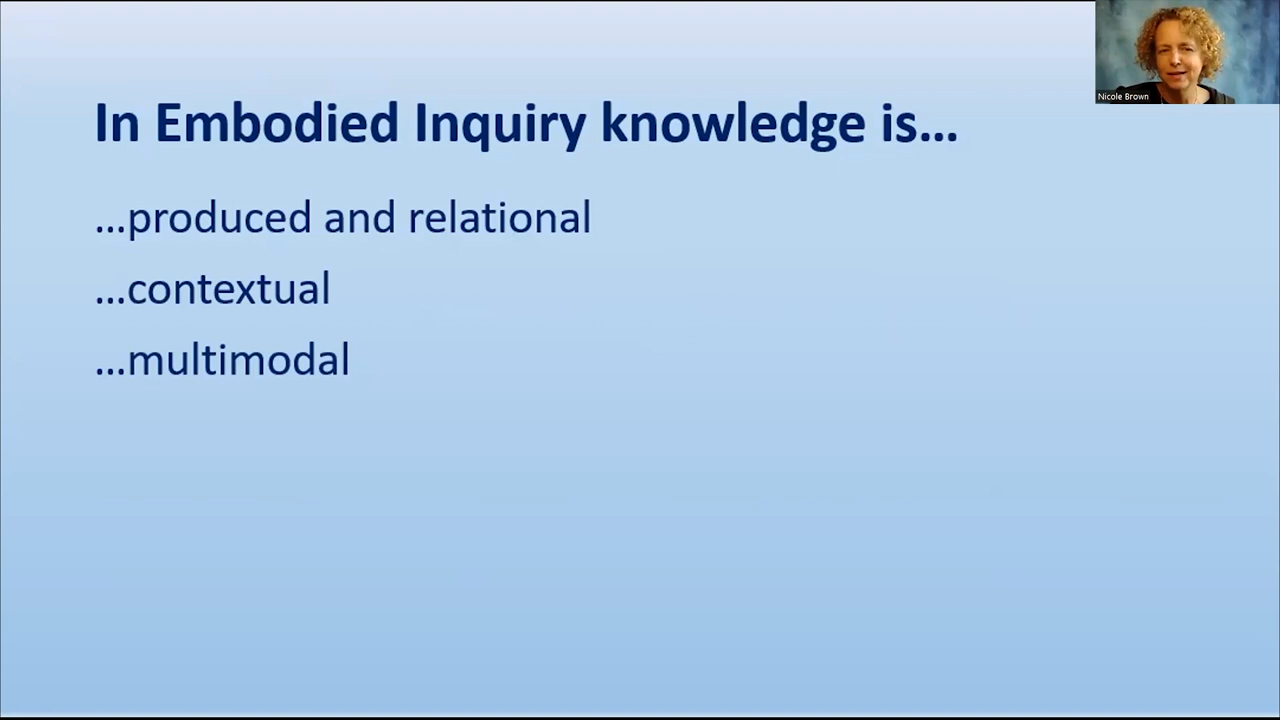 In Embodied Inquiry knowledge is...
...produced and relational
...contextual
...multimodal
Nicole Brown